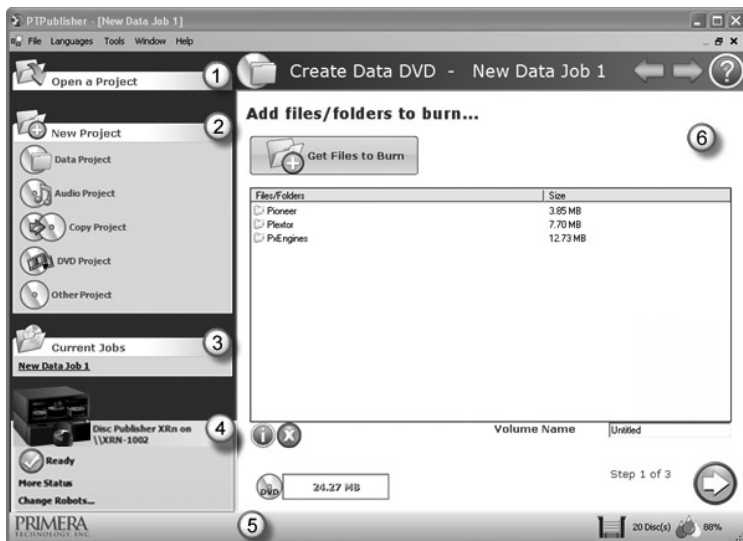 PTPublisher - [New Data Job 1]
File Languages Tools Window Help
Open a Project
1
New Project
2
Data Project
Audio Project
Copy Project
DVD Project
Other Project
Current Jobs
3
New Data Job 1
Disc Publisher XRn on
\\XRN-1002
4
Ready
More Status
Change Robots...
PRIMERA
TECHNOLOGY, INC.
5
Create Data DVD - New Data Job 1
?
Add files/folders to burn...
6
Get Files to Burn
Files/Folders Size
Pioneer 3.85 MB
Plextor 7.70 MB
PxEngines 12.73 MB
i X
Volume Name Untitled
DVD 24.27 MB
Step 1 of 3
20 Disc(s) 88%